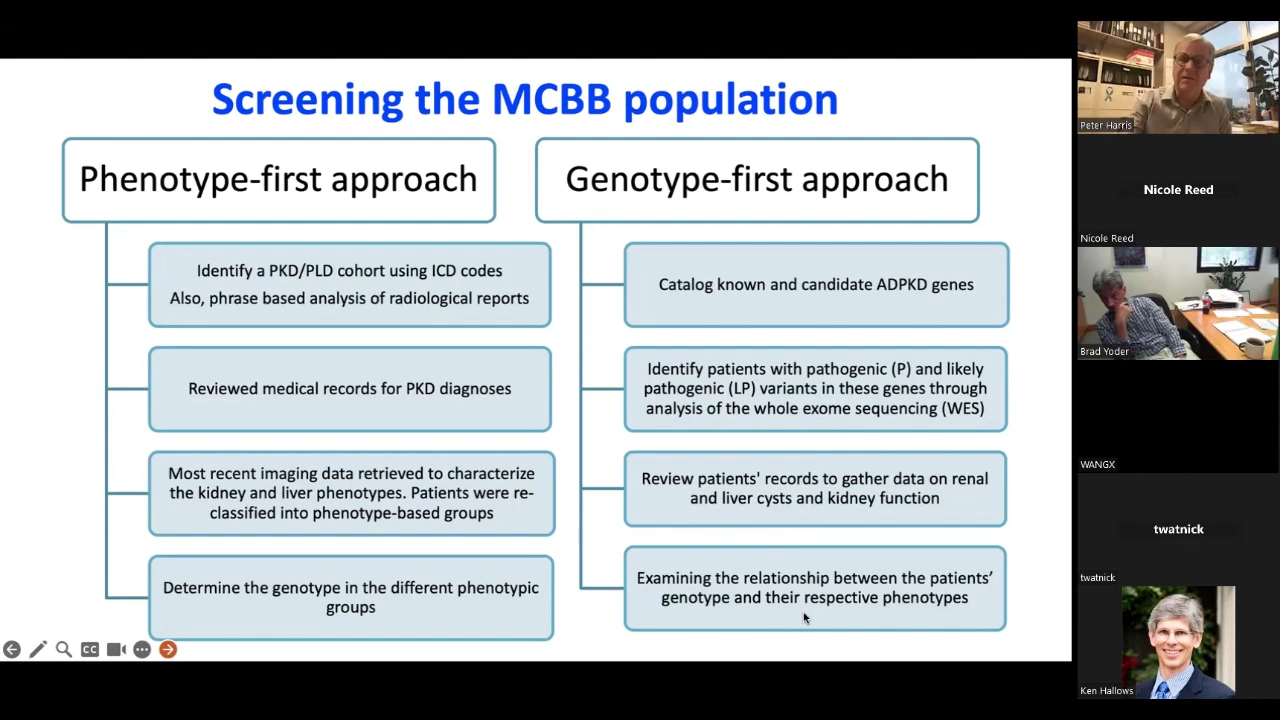 Screening the MCBB population
Phenotype-first approach
Identify a PKD/PLD cohort using ICD codes
Also, phrase based analysis of radiological reports
Reviewed medical records for PKD diagnoses
Most recent imaging data retrieved to characterize
the kidney and liver phenotypes. Patients were re-
classified into phenotype-based groups
Determine the genotype in the different phenotypic
groups
Genotype-first approach
Catalog known and candidate ADPKD genes
Identify patients with pathogenic (P) and likely
pathogenic (LP) variants in these genes through
analysis of the whole exome sequencing (WES)
Review patients' records to gather data on renal
and liver cysts and kidney function
Examining the relationship between the patients’
genotype and their respective phenotypes
CC
Peter Harris
Nicole Reed
Nicole Reed
Brad Yoder
WANGX
twatnick
twatnick
Ken Hallows